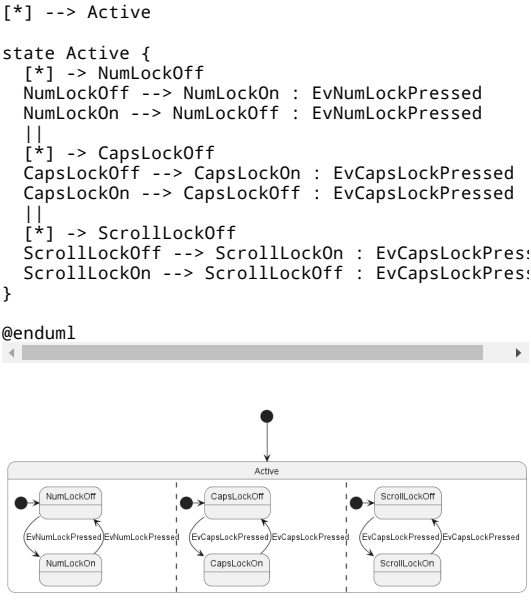 [*] --> Active
state Active {
[*] -> NumLockOff
NumLockOff --> NumLockOn : EvNumLockPressed
NumLockOn --> NumLockOff : EvNumLockPressed
||
[*] -> CapsLockOff
CapsLockOff --> CapsLockOn : EvCapsLockPressed
CapsLockOn --> CapsLockOff : EvCapsLockPressed
||
[*] -> ScrollLockOff
ScrollLockOff --> ScrollLockOn : EvCapsLockPress
ScrollLockOn --> ScrollLockOff : EvCapsLockPress
}
@enduml
Active
NumLockOff CapsLockOff ScrollLockOff
EvNumLockPressed EvNumLockPressed EvCapsLockPressed EvCapsLockPressed EvCapsLockPressed EvCapsLockPressed
NumLockOn CapsLockOn ScrollLockOn